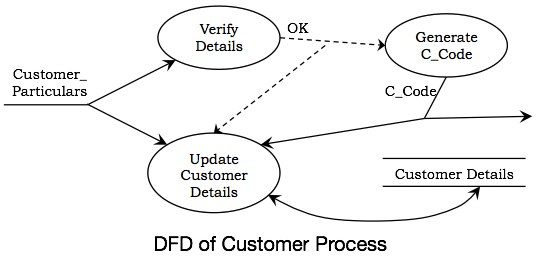 Verify
Details
OK
Generate
C_Code
Customer_
Particulars
C_Code
Update
Customer
Details
Customer Details
DFD of Customer Process